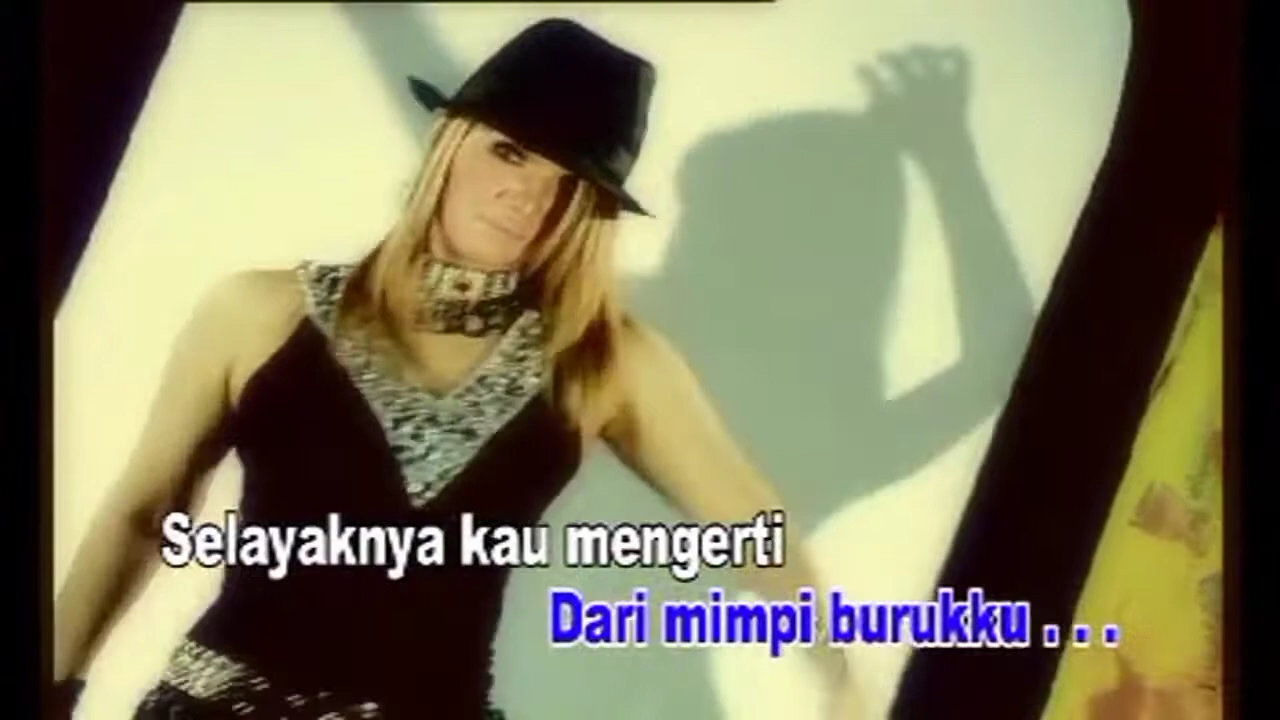 Selayaknya kau mengerti
Dari mimpi burukku . . .